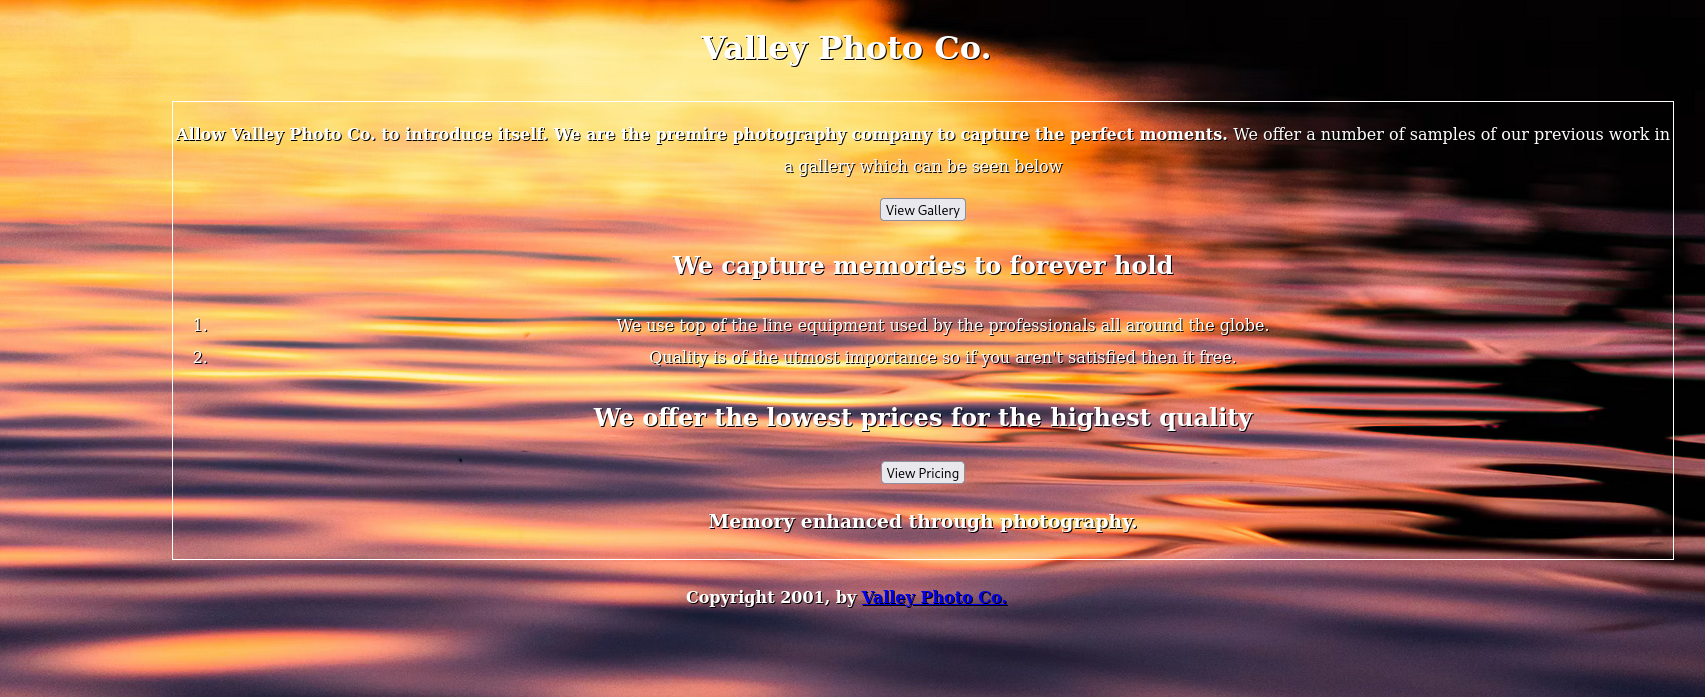 Valley Photo Co.
Allow Valley Photo Co. to introduce itself. We are the premire photography company to capture the perfect moments. We offer a number of samples of our previous work in
a gallery which can be seen below
View Gallery
We capture memories to forever hold
1. We use top of the line equipment used by the professionals all around the globe.
2. Quality is of the utmost importance so if you aren't satisfied then it free.
We offer the lowest prices for the highest quality
View Pricing
Memory enhanced through photography.
Copyright 2001, by Valley Photo Co.